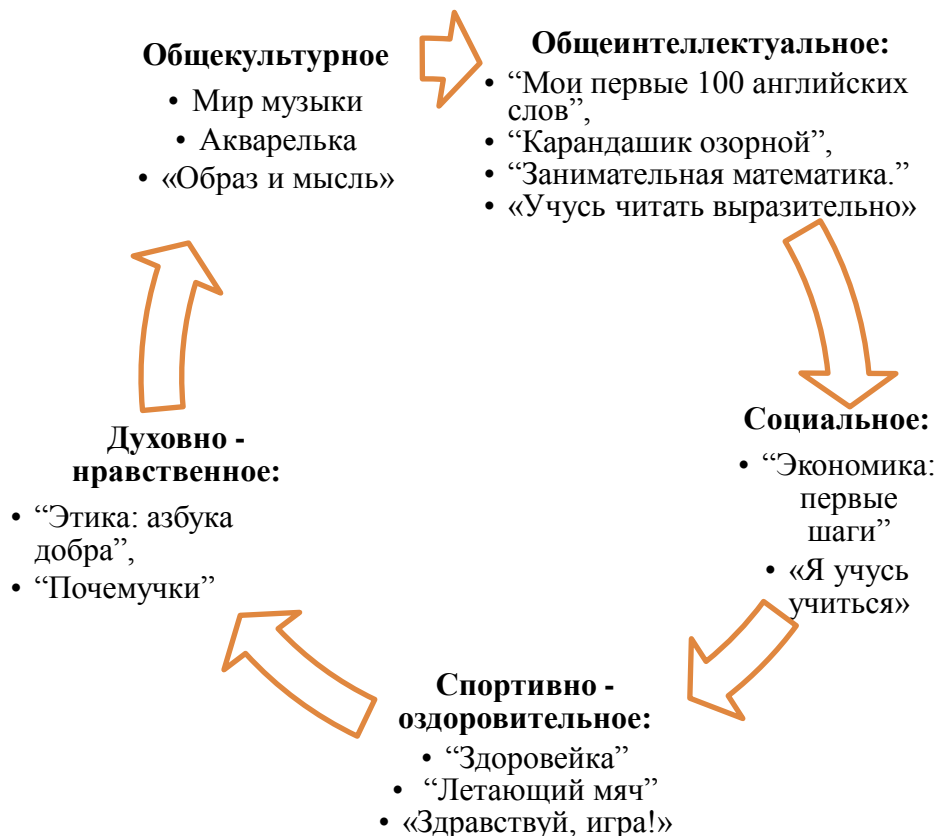 Общекультурное
• Мир музыки
• Акварелька
• «Образ и мысль»
Общеинтеллектуальное:
• “Мои первые 100 английских
слов”,
• “Карандашик озорной”,
• “Занимательная математика.”
• «Учусь читать выразительно»
Социальное:
• “Экономика:
первые
шаги”
• «Я учусь
учиться»
Спортивно -
оздоровительное:
• “Здоровейка”
• “Летающий мяч”
• «Здравствуй, игра!»
Духовно -
нравственное:
• “Этика: азбука
добра”,
• “Почемучки”